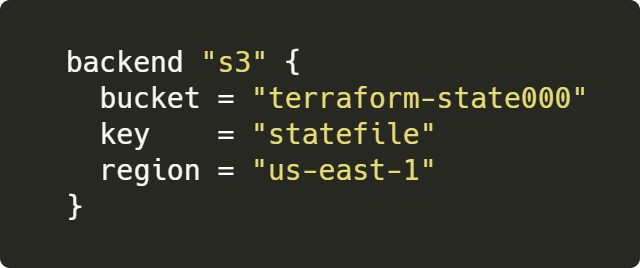 backend "s3" {
  bucket = "terraform-state000"
  key    = "statefile"
  region = "us-east-1"
}